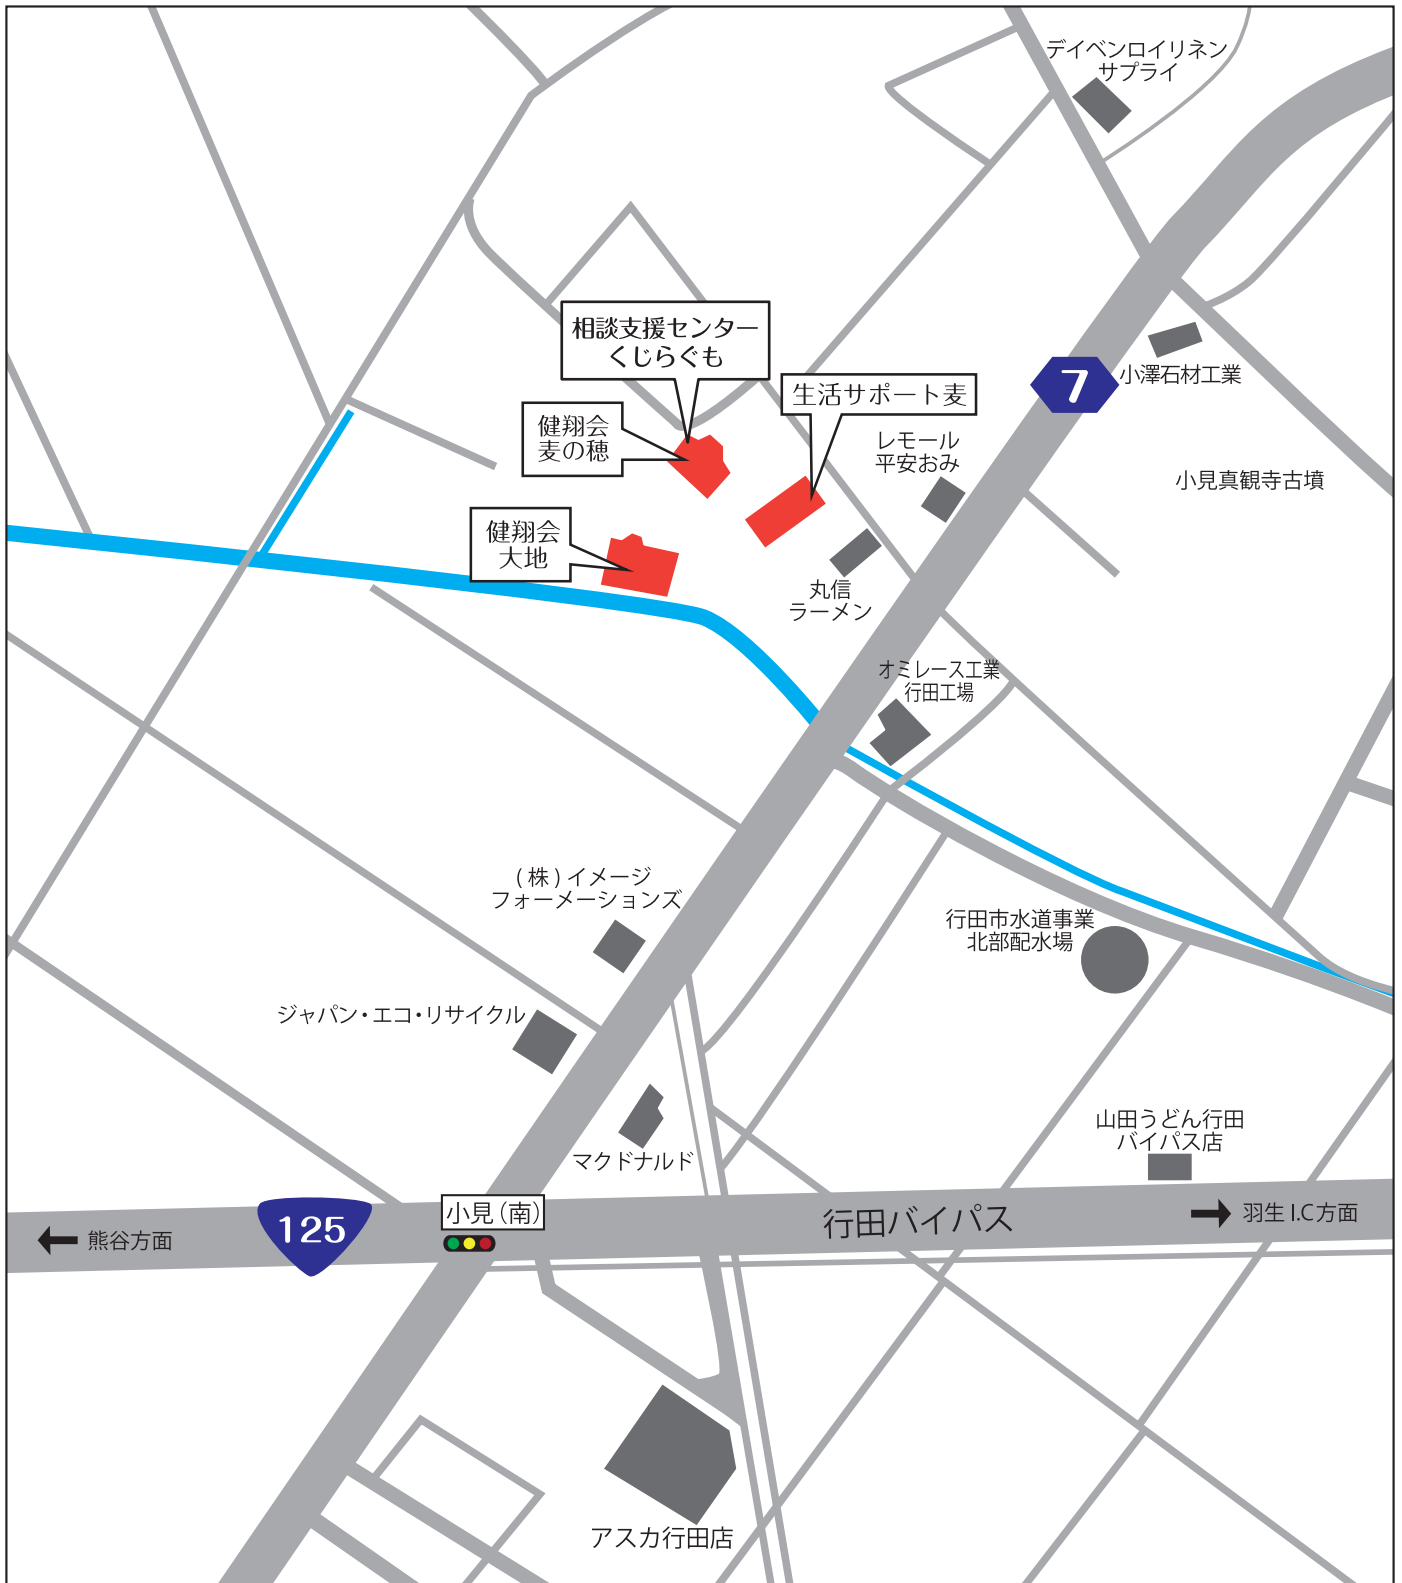 デイベンロイリネン
サプライ
相談支援センター
くじらぐも
生活サポート麦
7
小澤石材工業
健翔会
麦の穂
レモール
平安おみ
小見真観寺古墳
健翔会
大地
丸信
ラーメン
オミレース工業
行田工場
(株)イメージ
フォーメーションズ
行田市水道事業
北部配水場
ジャパン・エコ・リサイクル
山田うどん行田
バイパス店
マクドナルド
小見(南)
行田バイパス
羽生I.C方面
125
熊谷方面
アスカ行田店